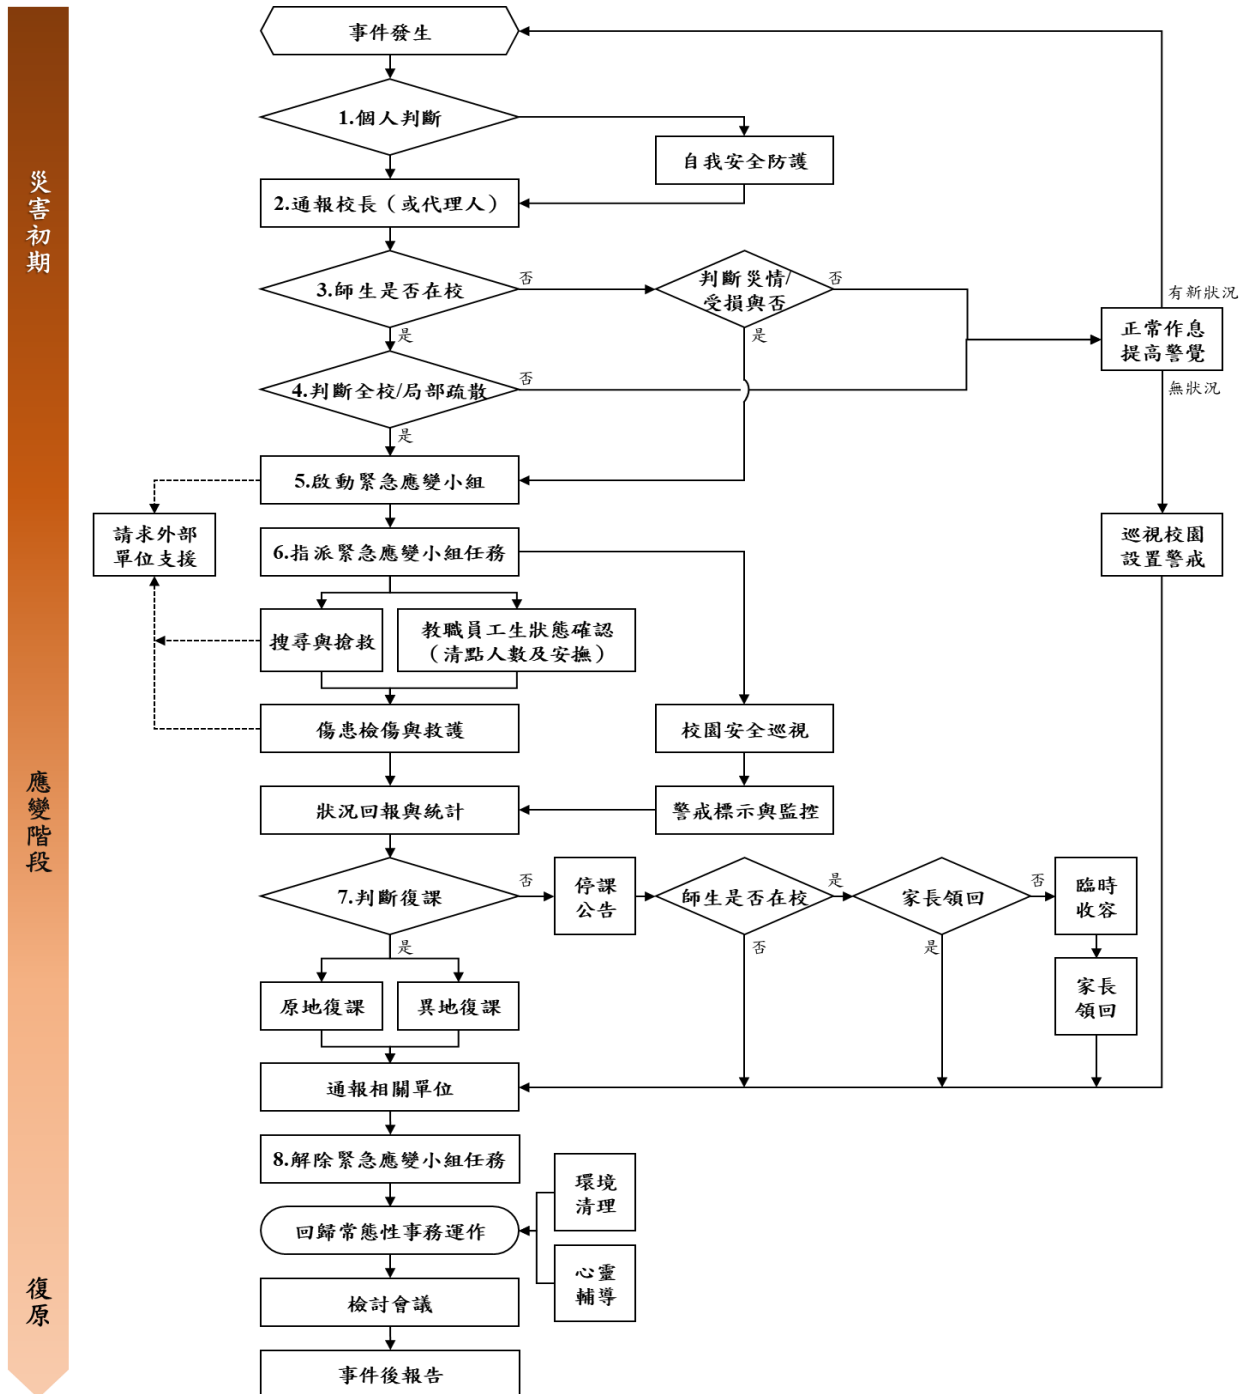 災害初期
應變階段
復原
事件發生
1.個人判斷
自我安全防護
2.通報校長（或代理人）
3.師生是否在校
否
判斷災情/
受損與否
否
有新狀況
正常作息
提高警覺
是
是
4.判斷全校/局部疏散
否
無狀況
是
5.啟動緊急應變小組
請求外部
單位支援
6.指派緊急應變小組任務
巡視校園
設置警戒
搜尋與搶救
教職員工生狀態確認
（清點人數及安撫）
傷患檢傷與救護
校園安全巡視
狀況回報與統計
警戒標示與監控
7.判斷復課
否
停課
公告
師生是否在校
是
家長領回
否
臨時
收容
是
否
是
原地復課
異地復課
家長
領回
通報相關單位
8.解除緊急應變小組任務
環境
清理
回歸常態性事務運作
心靈
輔導
檢討會議
事件後報告